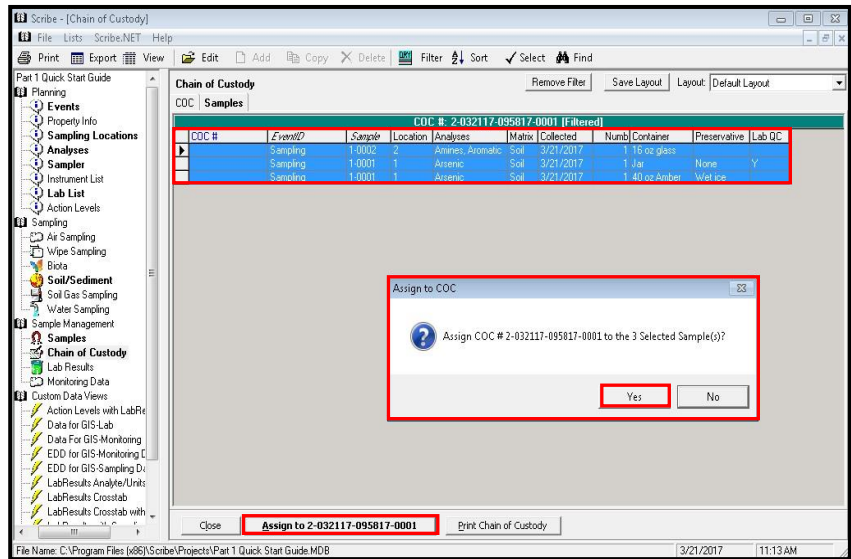 Scribe - [Chain of Custody]
File Lists Scribe.NET Help
Print Export View Edit Add Copy Delete QRY Filter Sort Select Find
Part 1 Quick Start Guide
Planning
Events
Property Info
Sampling Locations
Analyses
Sampler
Instrument List
Lab List
Action Levels
Sampling
Air Sampling
Wipe Sampling
Biota
Soil/Sediment
Soil Gas Sampling
Water Sampling
Sample Management
Samples
Chain of Custody
Lab Results
Monitoring Data
Custom Data Views
Action Levels with LabRe
Data for GIS-Lab
Data For GIS-Monitoring
EDD for GIS-Monitoring D
EDD for GIS-Sampling Da
LabResults Analyte/Units
LabResults Crosstab
LabResults Crosstab with
Chain of Custody Remove Filter Save Layout Layout: Default Layout
COC Samples
COC #: 2-032117-095817-0001 [Filtered]
COC # EventID Sample Location Analyses Matrix Collected Numb Container Preservative Lab QC
Sampling 1-0002 2 Amines, Aromatic Soil 3/21/2017 1 16 oz glass
Sampling 1-0001 1 Arsenic Soil 3/21/2017 1 Jar None Y
Sampling 1-0001 1 Arsenic Soil 3/21/2017 1 40 oz Amber Wet ice
Assign to COC
Assign COC # 2-032117-095817-0001 to the 3 Selected Sample(s)?
Yes No
Close Assign to 2-032117-095817-0001 Print Chain of Custody
File Name: C:\Program Files (x86)\Scribe\Projects\Part 1 Quick Start Guide.MDB 3/21/2017 11:13 AM